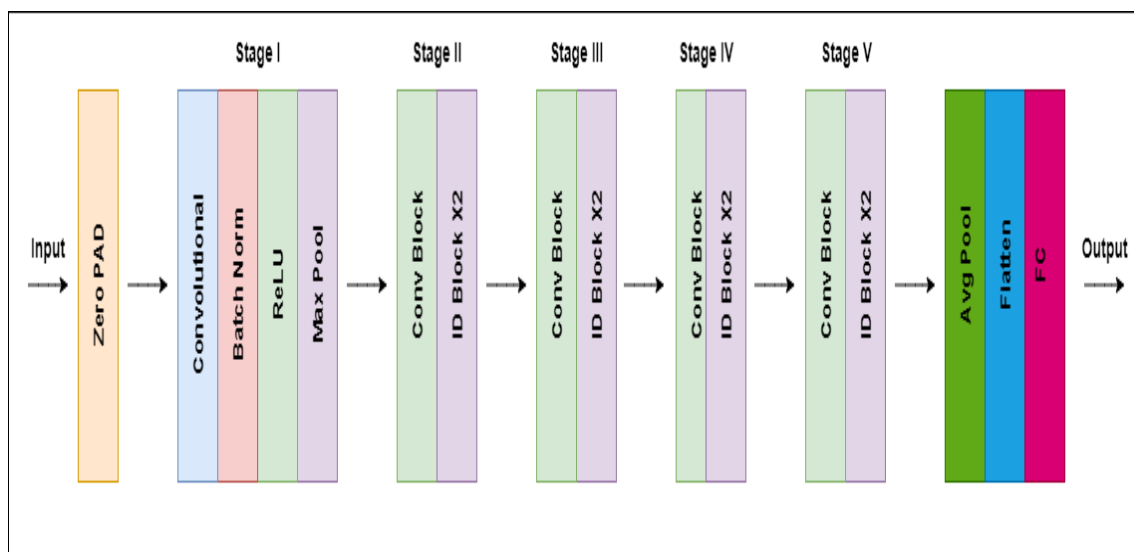 Stage I
Stage II
Stage III
Stage IV
Stage V
Input
Zero PAD
Convolutional
Batch Norm
ReLU
Max Pool
Conv Block
ID Block X2
Conv Block
ID Block X2
Conv Block
ID Block X2
Conv Block
ID Block X2
Avg Pool
Flatten
FC
Output